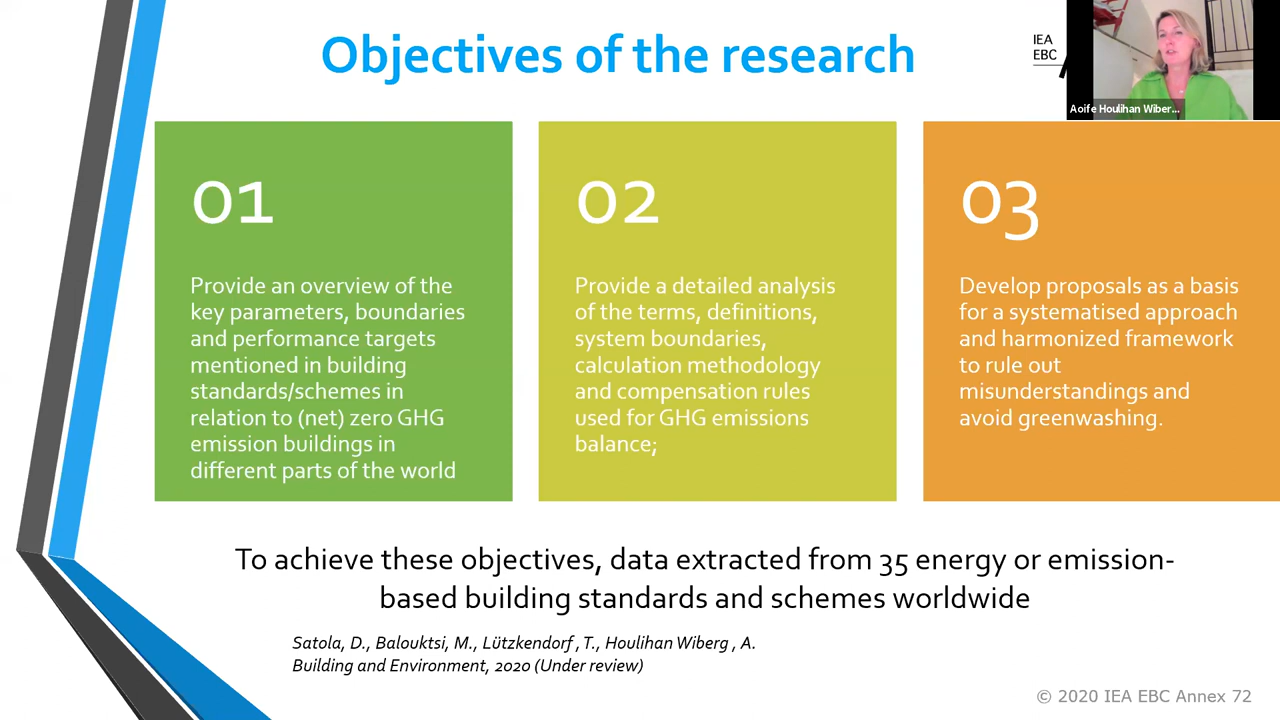 Objectives of the research
IEA
EBC
Aoife Houlihan Wiber...
01
Provide an overview of the
key parameters, boundaries
and performance targets
mentioned in building
standards/schemes in
relation to (net) zero GHG
emission buildings in
different parts of the world
02
Provide a detailed analysis
of the terms, definitions,
system boundaries,
calculation methodology
and compensation rules
used for GHG emissions
balance;
03
Develop proposals as a basis
for a systematised approach
and harmonized framework
to rule out
misunderstandings and
avoid greenwashing.
To achieve these objectives, data extracted from 35 energy or emission-
based building standards and schemes worldwide
Satola, D., Balouktsi, M., Lützkendorf , T., Houlihan Wiberg , A.
Building and Environment, 2020 (Under review)
© 2020 IEA EBC Annex 72